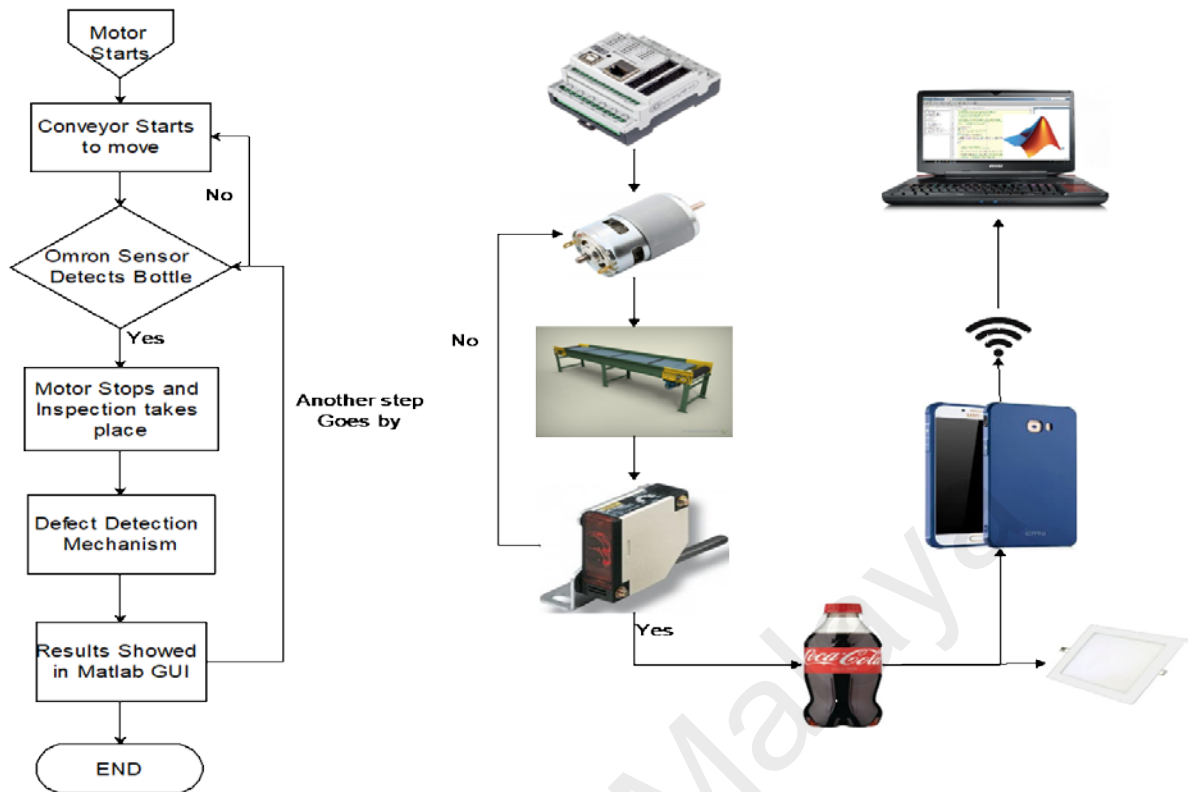 Motor
Starts
Conveyor Starts
to move
No
Omron Sensor
Detects Bottle
Yes
Motor Stops and
Inspection takes
place
Another step
Goes by
Defect Detection
Mechanism
Results Showed
in Matlab GUI
END
No
Yes
Coca-Cola
Malaya